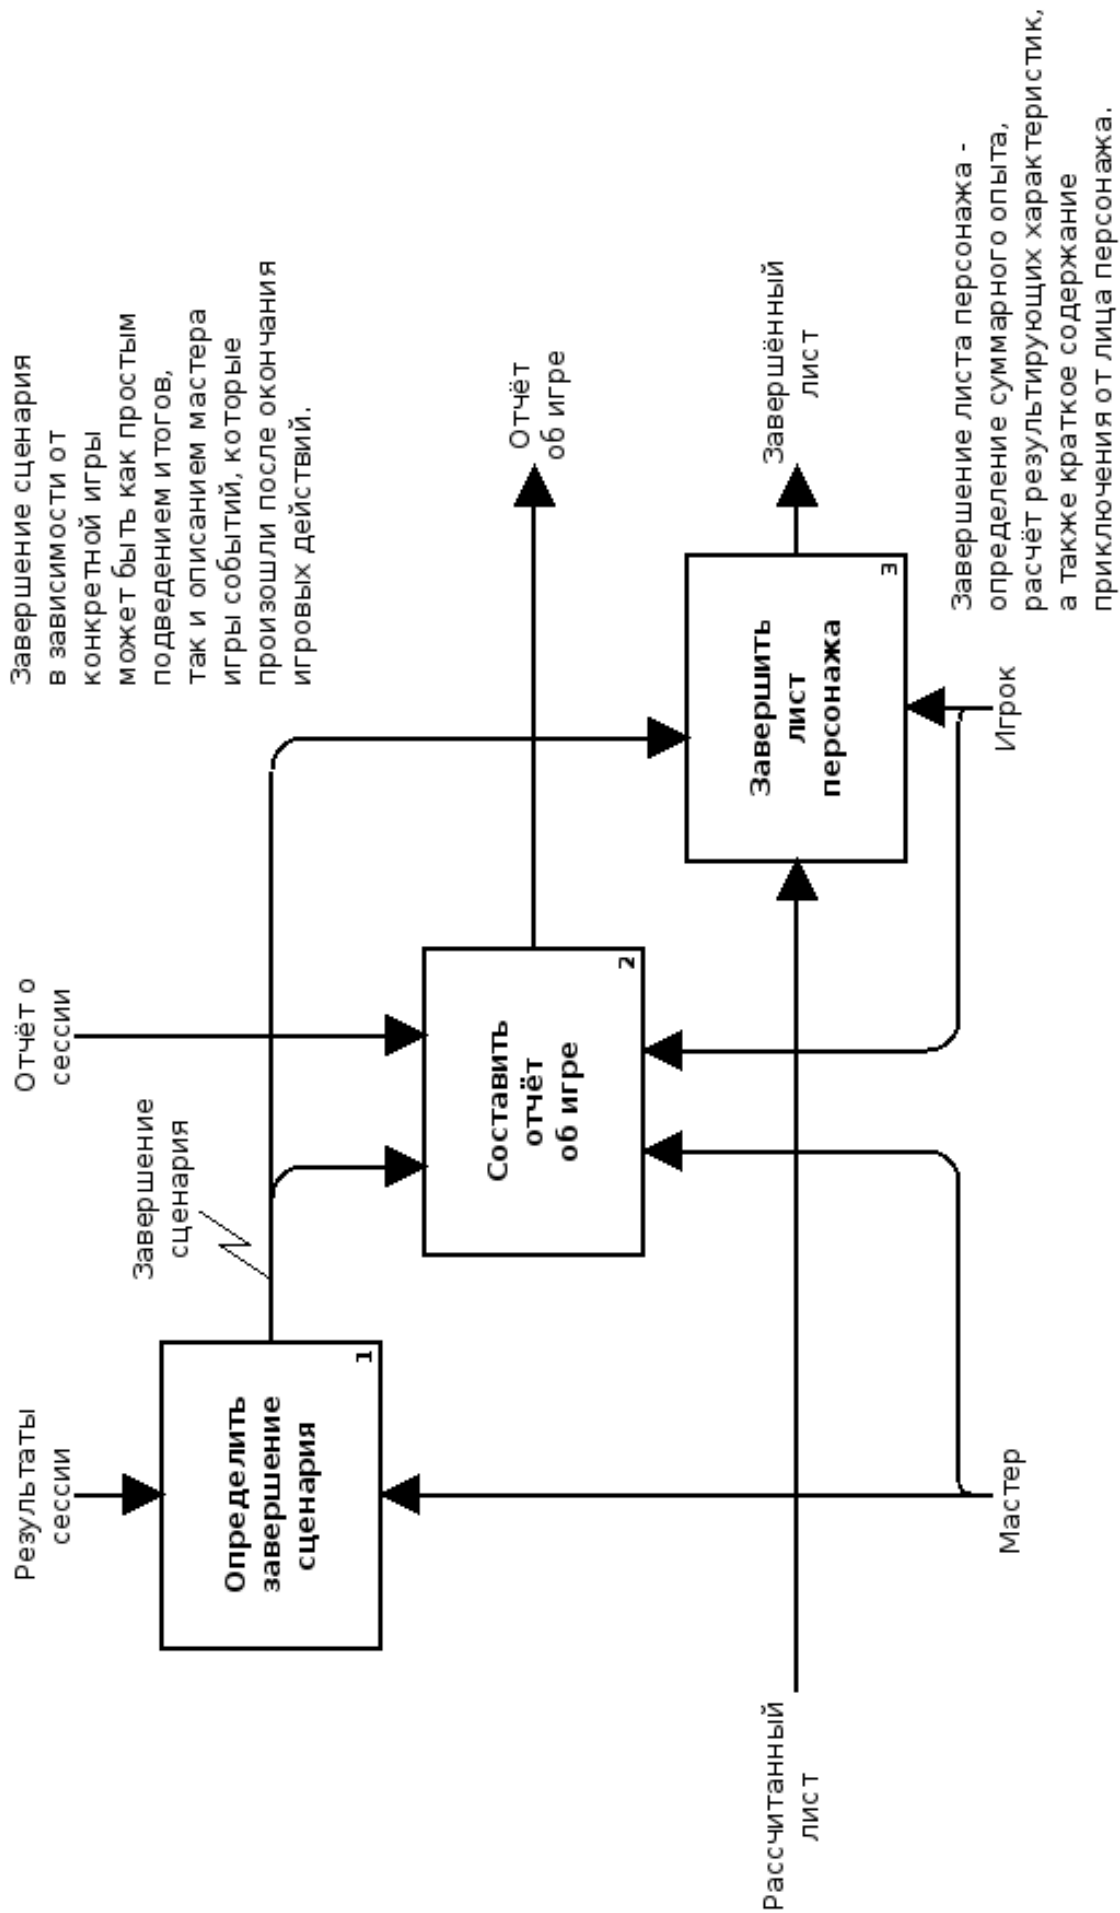 Результаты
сессии
Отчёт о
сессии
Завершение сценария
в зависимости от
конкретной игры
может быть как простым
подведением итогов,
так и описанием мастера
игры событий, которые
произошли после окончания
игровых действий.
Завершение
сценария
Определить
завершение
сценария
1
Составить
отчёт
об игре
2
Отчёт
об игре
Завершить
лист
персонажа
3
Завершённый
лист
Рассчитанный
лист
Мастер
Игрок
Завершение листа персонажа -
определение суммарного опыта,
расчёт результирующих характеристик,
а также краткое содержание
приключения от лица персонажа.